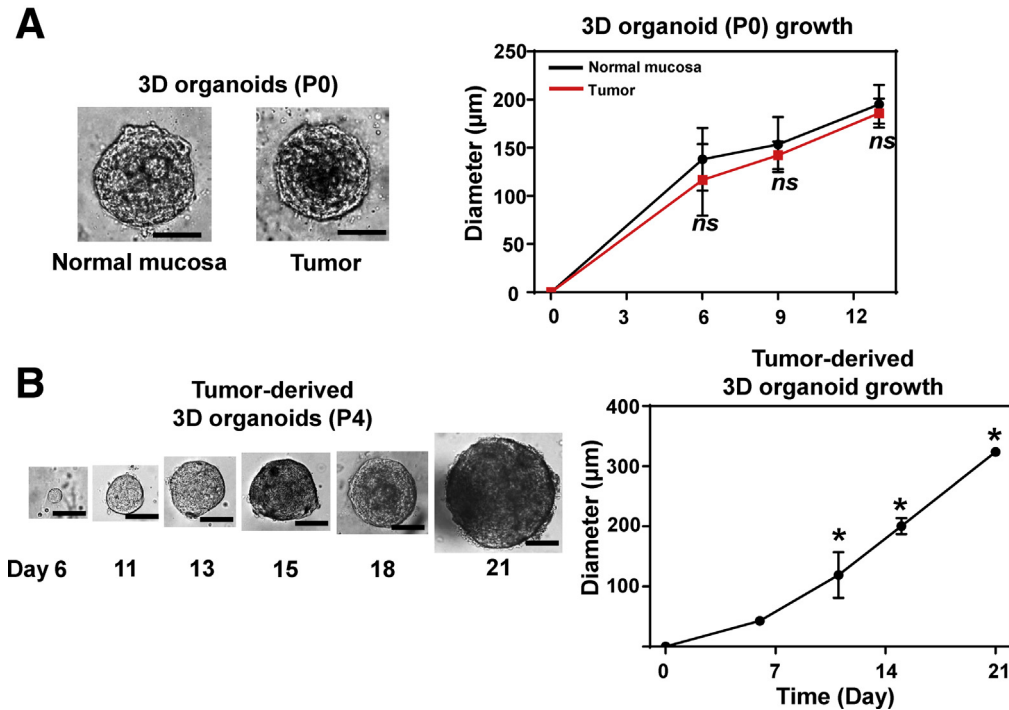 A
3D organoids (P0)
Normal mucosa
Tumor
3D organoid (P0) growth
Diameter (μm)
250
200
150
100
50
0
Normal mucosa
Tumor
ns
ns
ns
0 3 6 9 12
B
Tumor-derived
3D organoids (P4)
Day 6 11 13 15 18 21
Tumor-derived
3D organoid growth
Diameter (μm)
400
300
200
100
*
*
*
0 7 14 21
Time (Day)